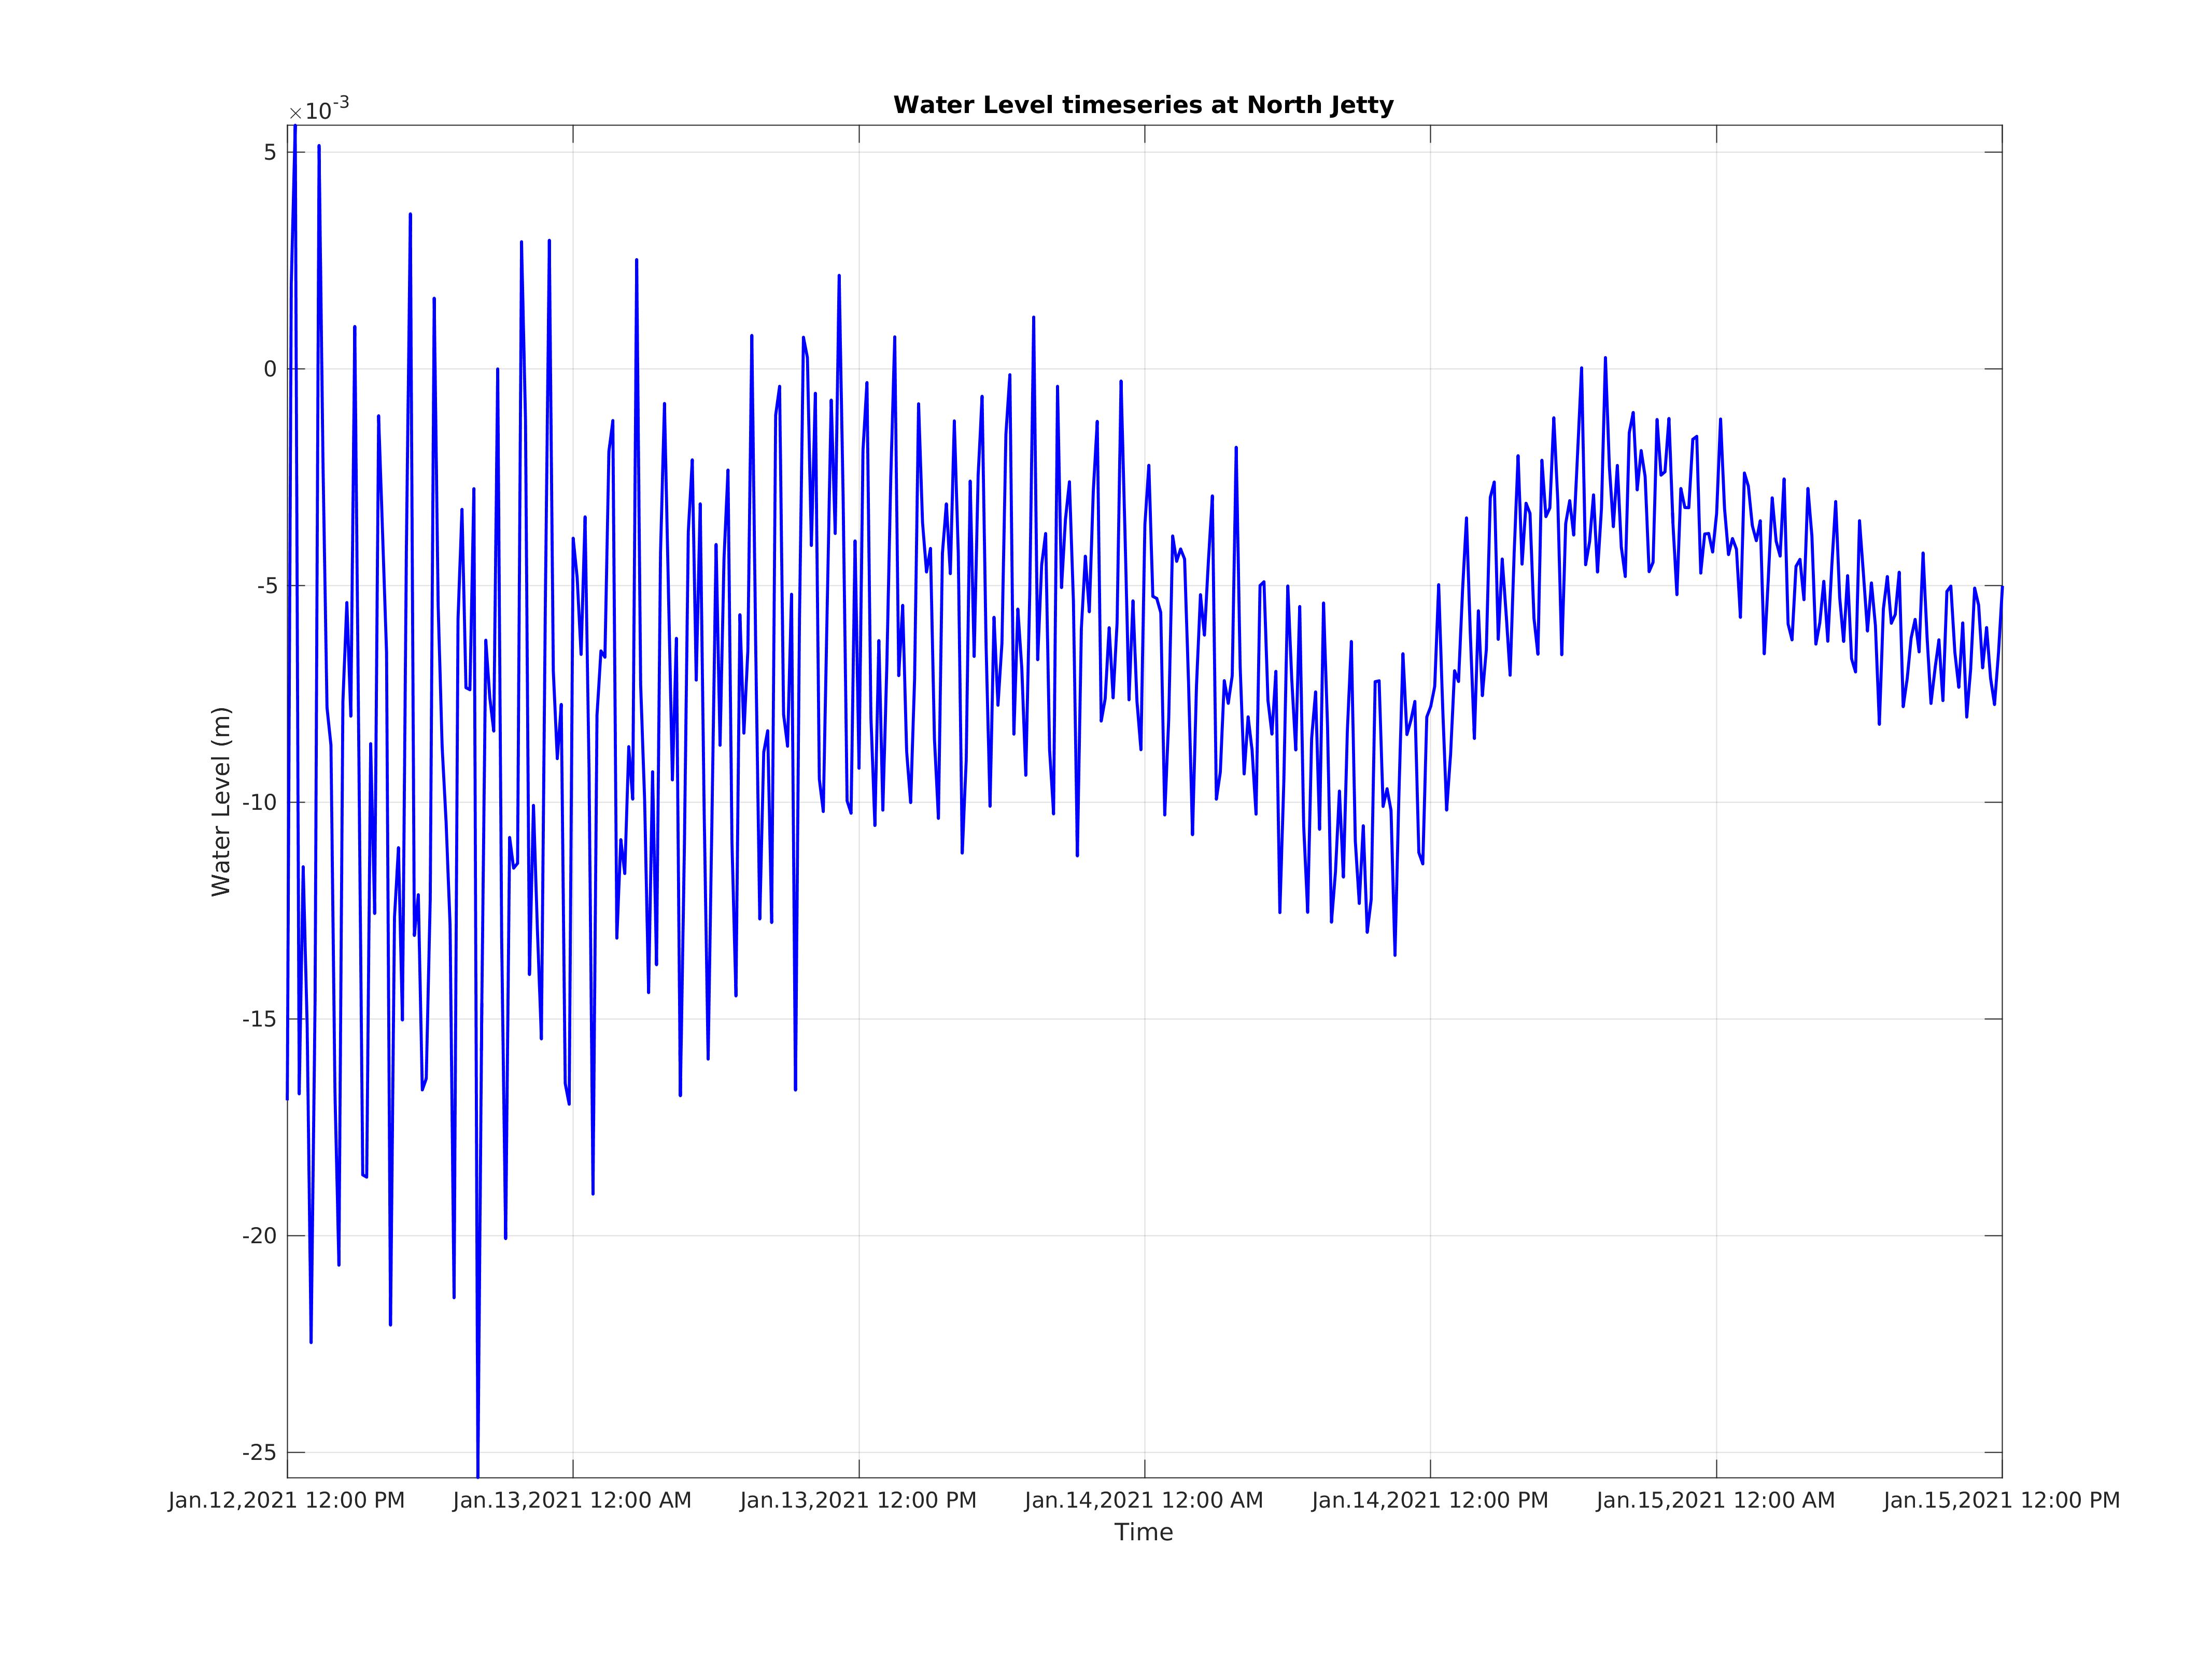 ×10-3
Water Level timeseries at North Jetty
5
0
-5
-10
-15
-20
-25
Water Level (m)
Jan.12,2021 12:00 PM
Jan.13,2021 12:00 AM
Jan.13,2021 12:00 PM
Jan.14,2021 12:00 AM
Jan.14,2021 12:00 PM
Jan.15,2021 12:00 AM
Jan.15,2021 12:00 PM
Time